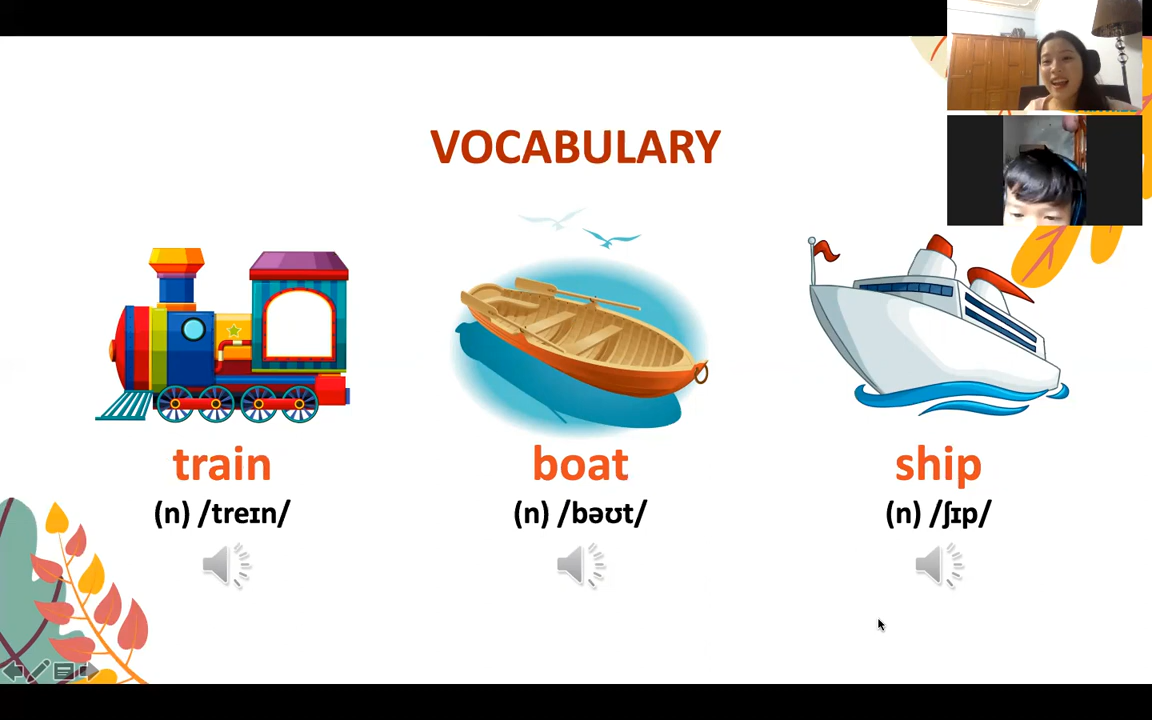 VOCABULARY
train
(n) /treɪn/
boat
(n) /bəʊt/
ship
(n) /ʃɪp/